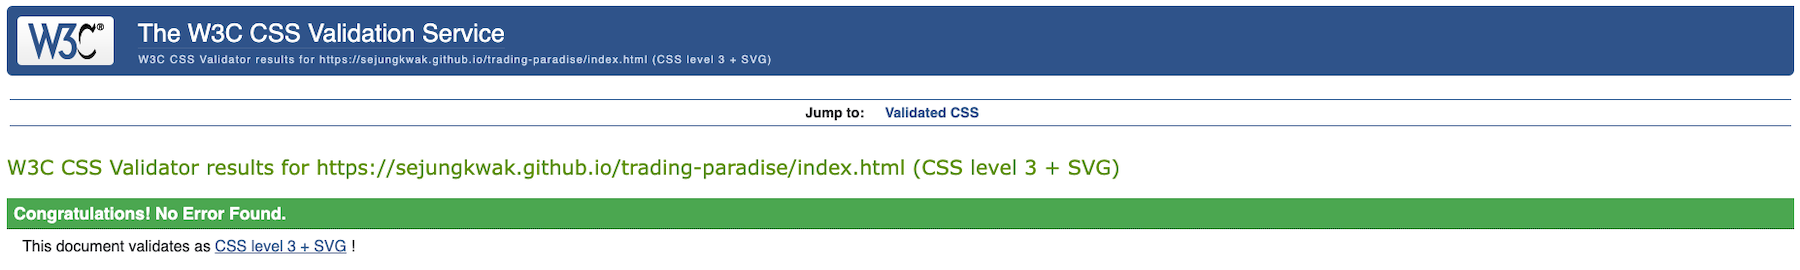 W3C®
The W3C CSS Validation Service
W3C CSS Validator results for https://sejungkwak.github.io/trading-paradise/index.html (CSS level 3 + SVG)
Jump to: Validated CSS
W3C CSS Validator results for https://sejungkwak.github.io/trading-paradise/index.html (CSS level 3 + SVG)
Congratulations! No Error Found.
This document validates as CSS level 3 + SVG !